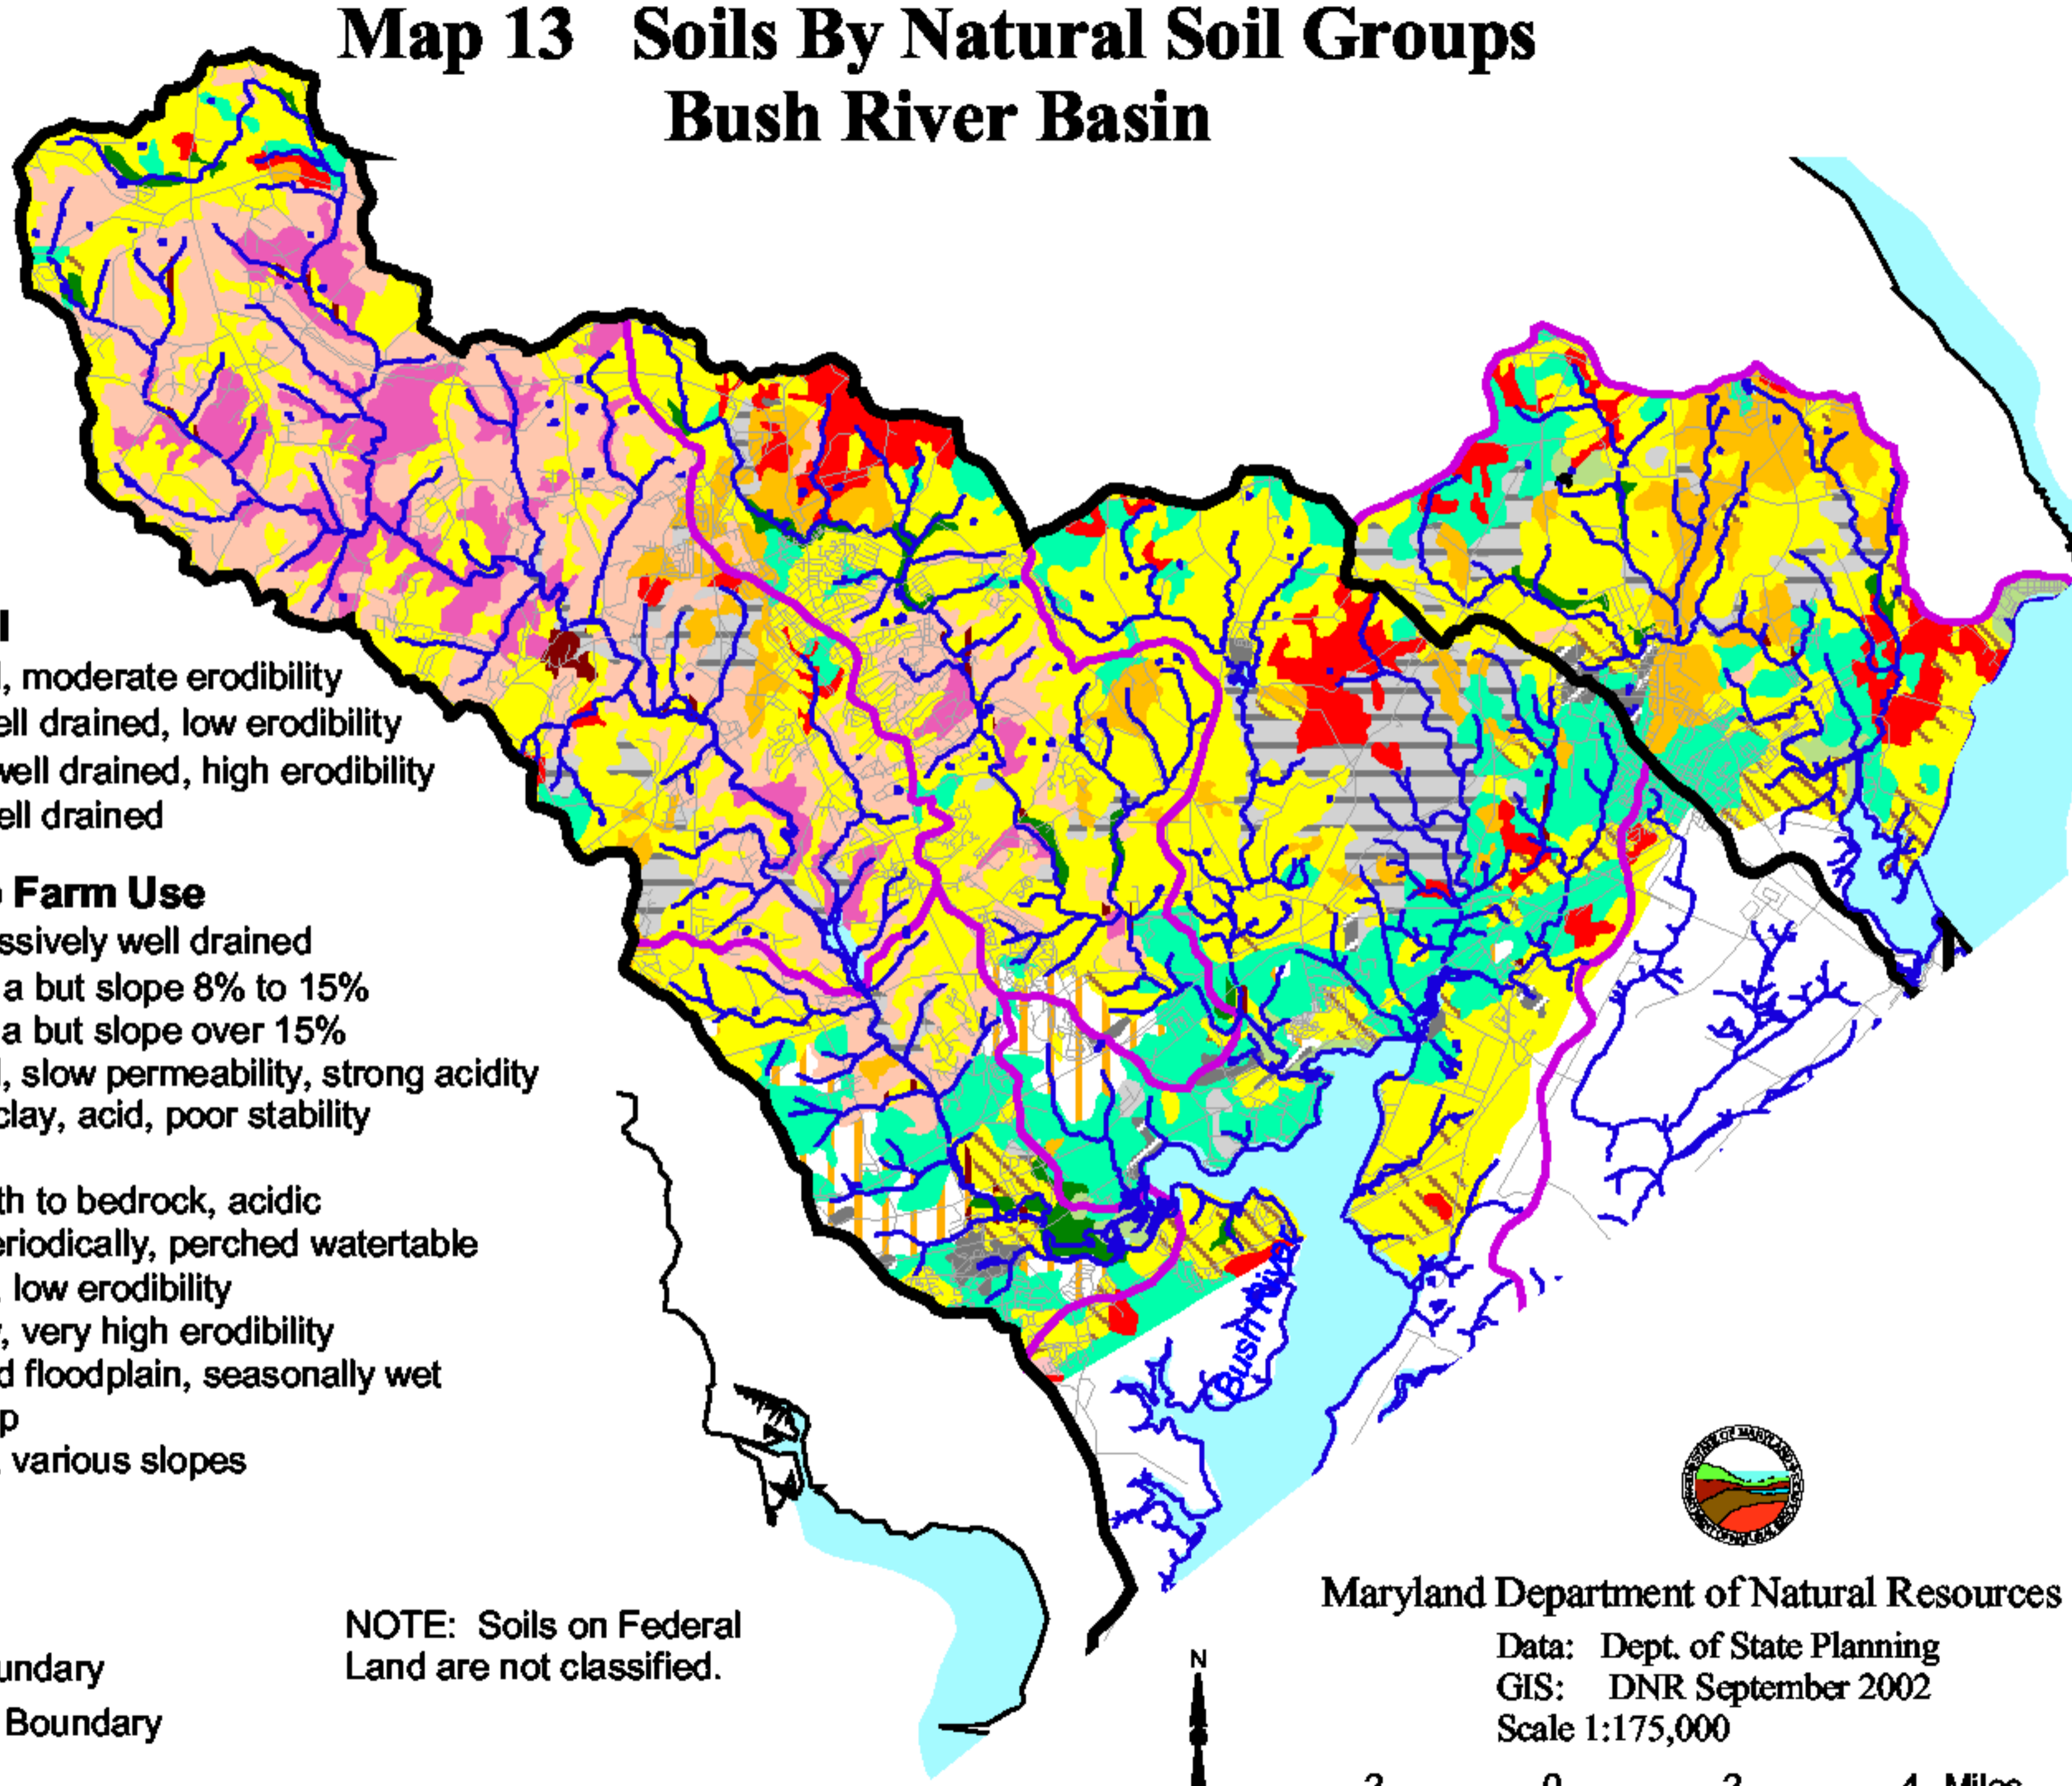 Map 13 Soils By Natural Soil Groups
Bush River Basin
l
, moderate erodibility
ell drained, low erodibility
well drained, high erodibility
ell drained
Farm Use
ssively well drained
a but slope 8% to 15%
a but slope over 15%
, slow permeability, strong acidity
clay, acid, poor stability
th to bedrock, acidic
eriodically, perched watertable
, low erodibility
, very high erodibility
d floodplain, seasonally wet
p
, various slopes
undary
Boundary
NOTE: Soils on Federal
Land are not classified.
Bush River
N
Maryland Department of Natural Resources
Data: Dept. of State Planning
GIS: DNR September 2002
Scale 1:175,000
0
4 Miles